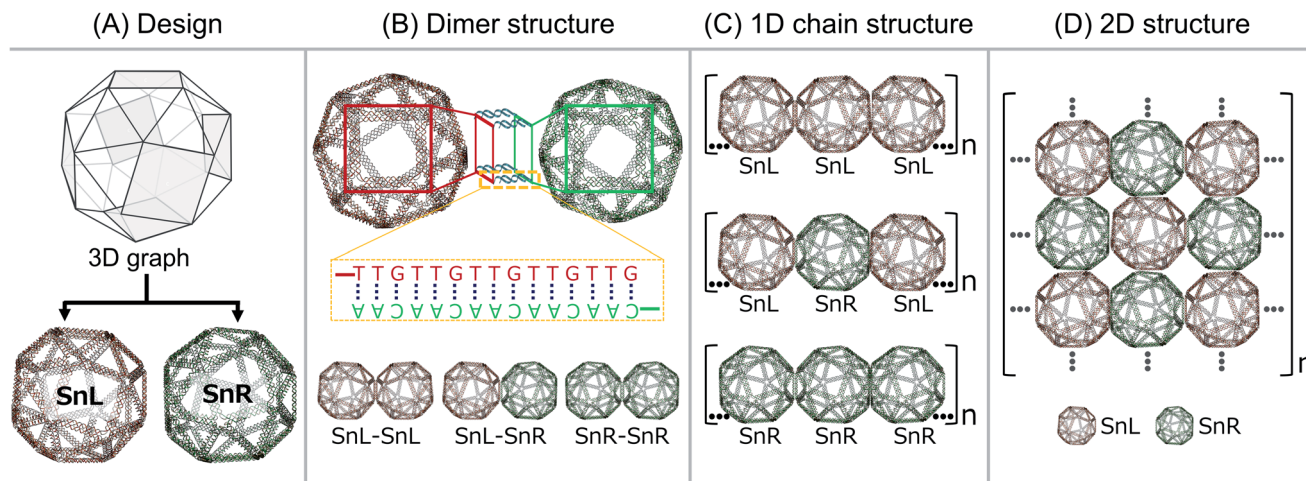 (A) Design
3D graph
SnL
SnR
(B) Dimer structure
TTGTTGTTGTTGTTG
AACAACAACAACAAC
SnL-SnL
SnL-SnR
SnR-SnR
(C) 1D chain structure
n
SnL SnL SnL
n
SnL SnR SnL
n
SnR SnR SnR
(D) 2D structure
n
SnL
SnR